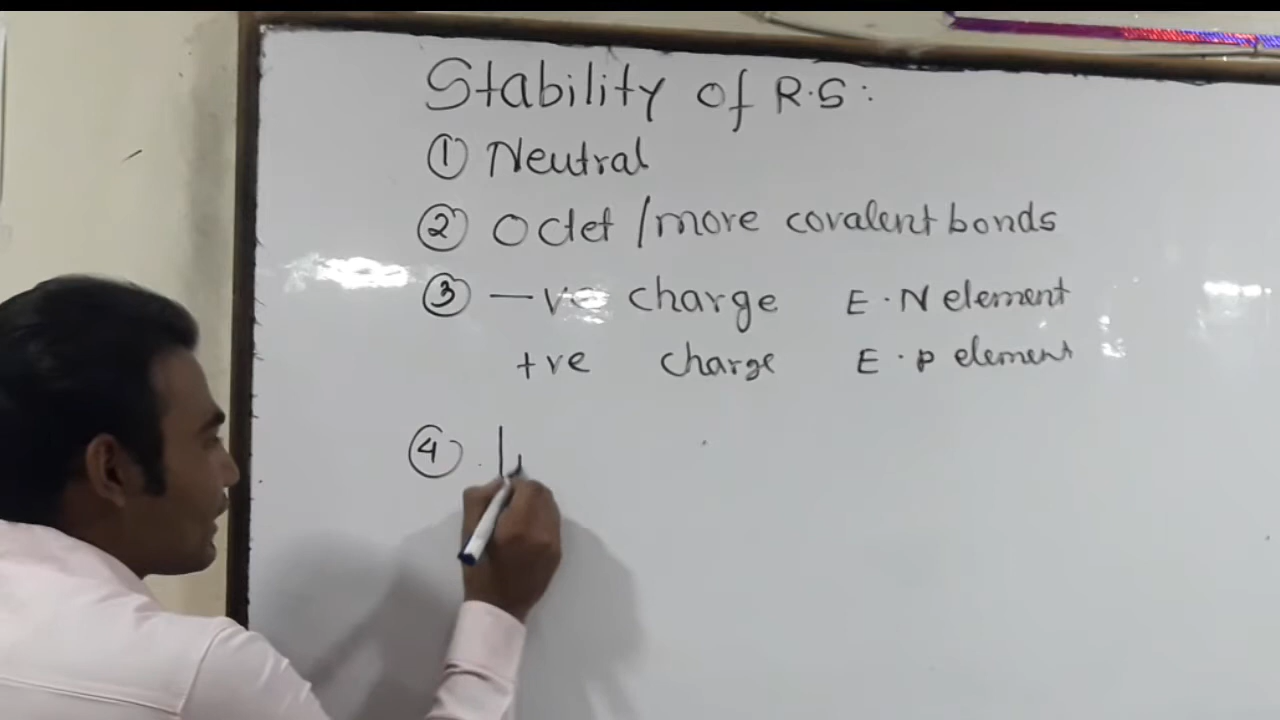 Stability of R.S:
① Neutral
② Octet / more covalent bonds
③ -ve charge E.N element
+ve charge E.P element
④